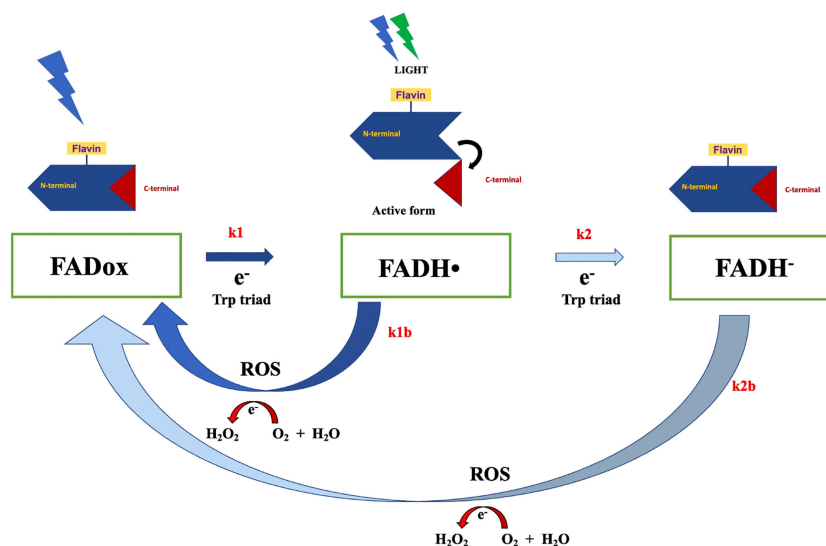 LIGHT
Flavin
N-terminal
C-terminal
Active form
Flavin
N-terminal
C-terminal
Flavin
N-terminal
C-terminal
FADox
k1
e⁻
Trp triad
FADH•
k2
e⁻
Trp triad
FADH⁻
k1b
ROS
e⁻
H₂O₂ O₂ + H₂O
k2b
ROS
e⁻
H₂O₂ O₂ + H₂O